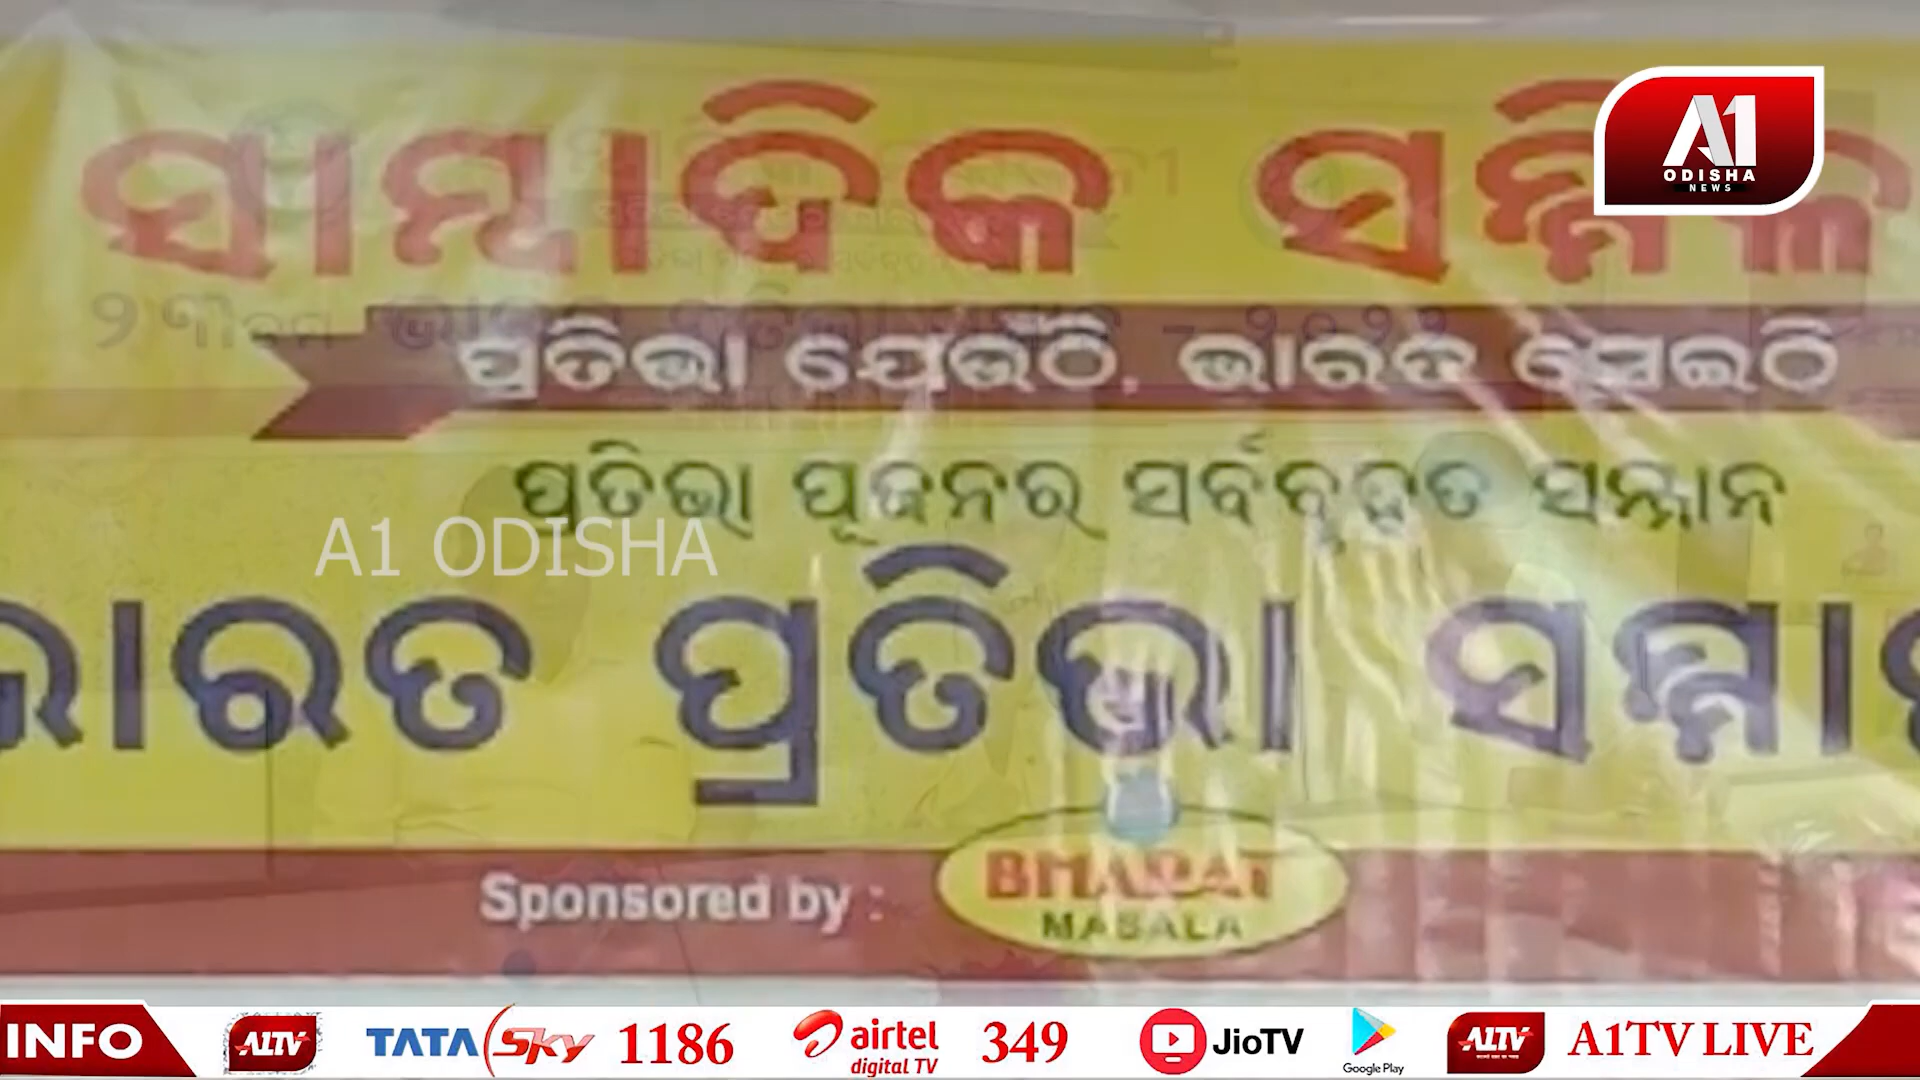 ସାମ୍ବାଦିକ ସମ୍ମିଳ
A1
ODISHA
NEWS
ପ୍ରତିଭା ଯେଉଁଠି, ଭାରତ ସେଇଠି
ପ୍ରତିଭା ପୂଜନର ସର୍ବବୃହତ ସମ୍ମାନ
A1 ODISHA
ଭାରତ ପ୍ରତିଭା ସମ୍ମାନ
Sponsored by :
BHARAT
MASALA
INFO A1TV TATA Sky 1186 airtel digital TV 349 JioTV Google Play A1TV A1TV LIVE